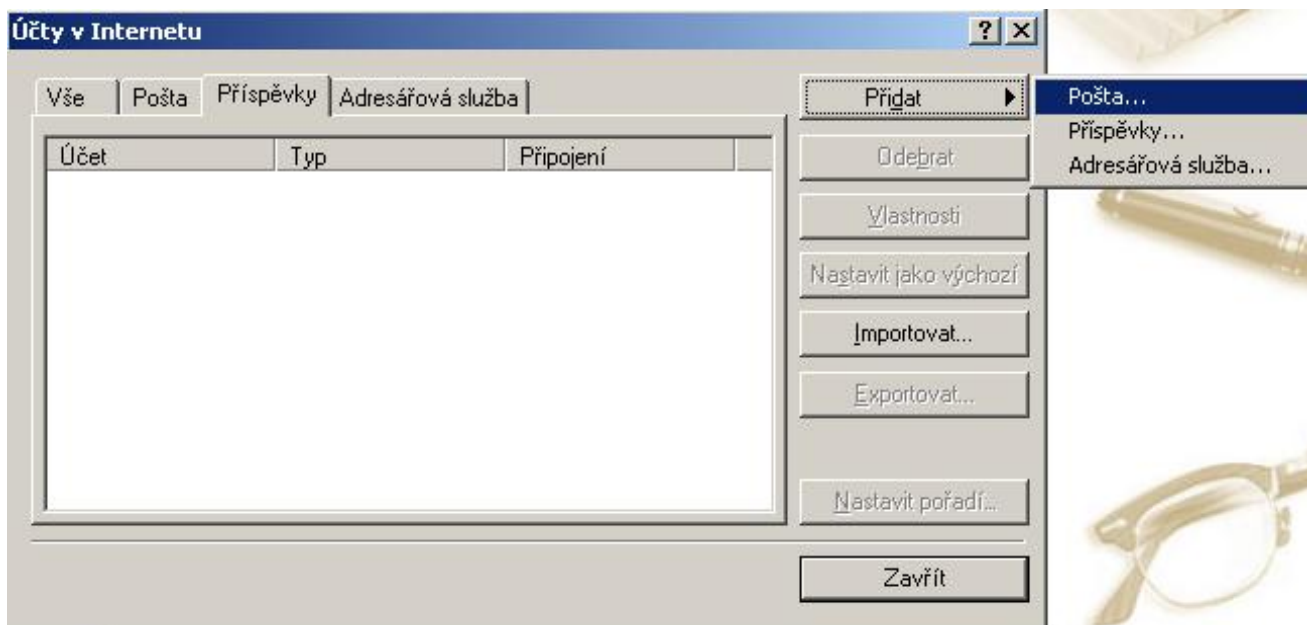 Účty v Internetu
Vše
Pošta
Příspěvky
Adresářová služba
Účet
Typ
Připojení
Přidat
Odebrat
Vlastnosti
Nastavit jako výchozí
Importovat...
Exportovat...
Nastavit pořadí...
Zavřít
Pošta...
Příspěvky...
Adresářová služba...